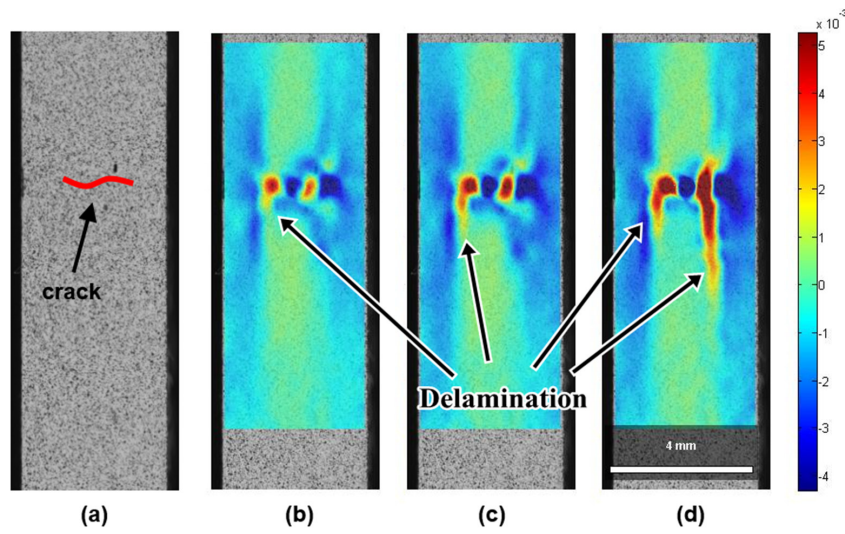 x 10⁻³
5
4
3
2
1
0
-1
-2
-3
-4
crack
Delamination
4 mm
(a)
(b)
(c)
(d)